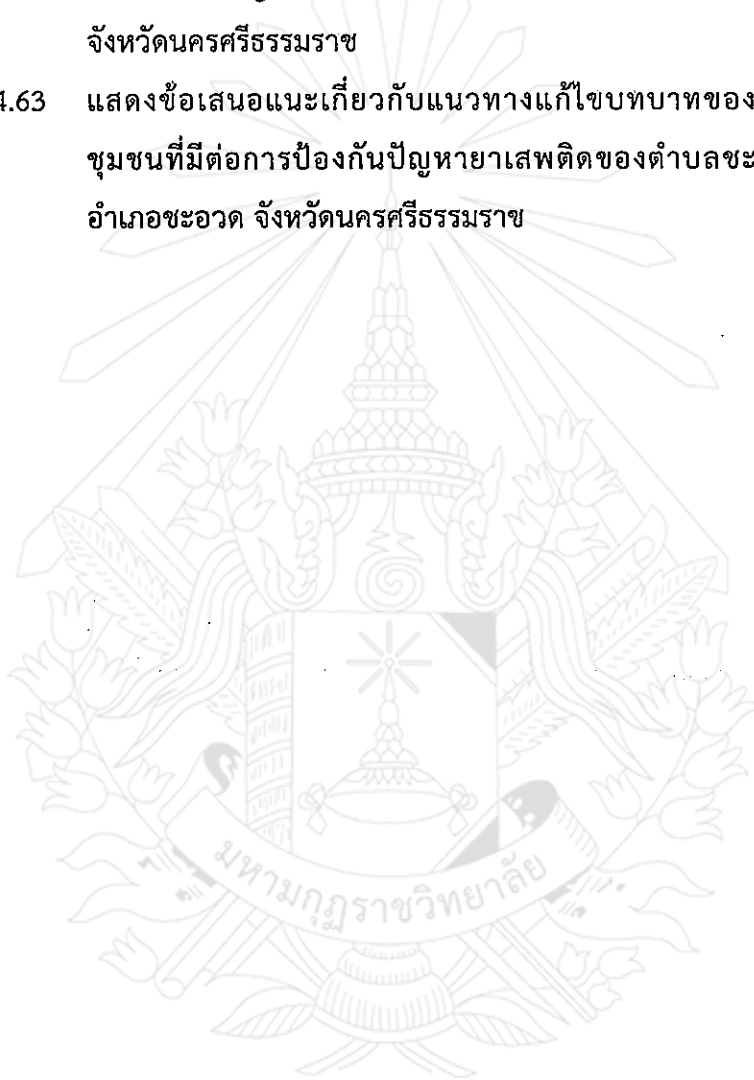 จังหวัดนครศรีธรรมราช
4.63 แสดงข้อเสนอแนะเกี่ยวกับแนวทางแก้ไขบทบาทของ
ชุมชนที่มีต่อการป้องกันปัญหายาเสพติดของตำบลชะ
อำเภอชะอวด จังหวัดนครศรีธรรมราช
มหามกุฏราชวิทยาลัย